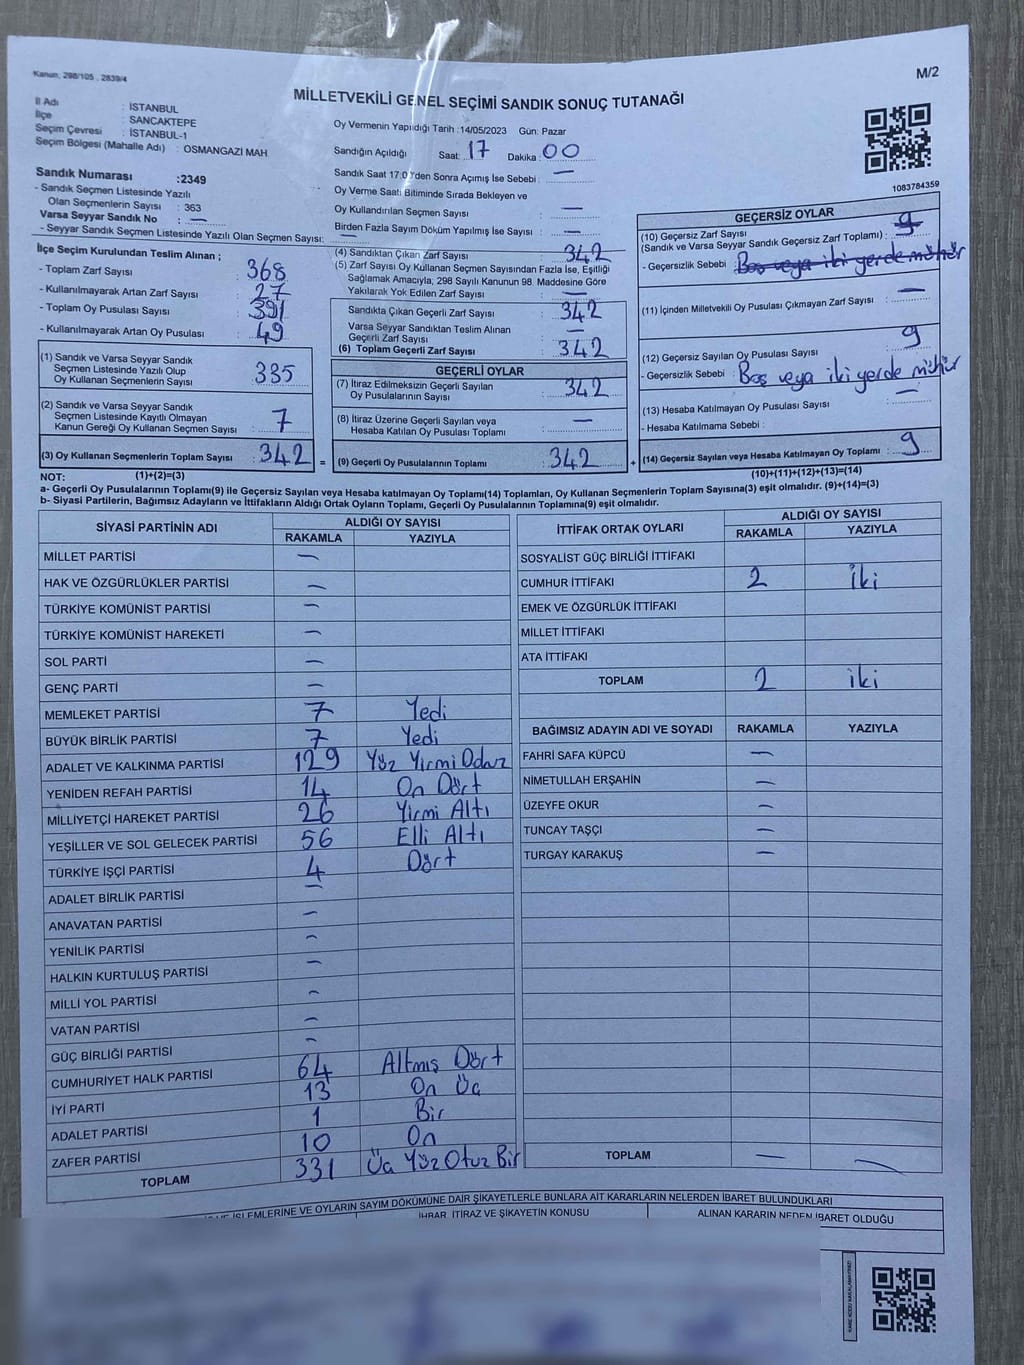 Kanun, 298/105 , 2839/4
M/2
MİLLETVEKİLİ GENEL SEÇİMİ SANDIK SONUÇ TUTANAĞI
İl Adı : İSTANBUL
İlçe : SANCAKTEPE
Seçim Çevresi : İSTANBUL-1
Seçim Bölgesi (Mahalle Adı) : OSMANGAZİ MAH
Sandık Numarası :2349
- Sandık Seçmen Listesinde Yazılı
Olan Seçmenlerin Sayısı : 363
Varsa Seyyar Sandık No : —
- Seyyar Sandık Seçmen Listesinde Yazılı Olan Seçmen Sayısı: —
Oy Vermenin Yapıldığı Tarih :14/05/2023 Gün: Pazar
Sandığın Açıldığı Saat: 17 Dakika : 00
Sandık Saat 17.00'den Sonra Açımış İse Sebebi : —
Oy Verme Saati Bitiminde Sırada Bekleyen ve
Oy Kullandırılan Seçmen Sayısı : —
Birden Fazla Sayım Döküm Yapılmış İse Sayısı : —
1083784359
İlçe Seçim Kurulundan Teslim Alınan ;
- Toplam Zarf Sayısı : 368
- Kullanılmayarak Artan Zarf Sayısı : 27
- Toplam Oy Pusulası Sayısı : 391
- Kullanılmayarak Artan Oy Pusulası : 49
(1) Sandık ve Varsa Seyyar Sandık
Seçmen Listesinde Yazılı Olup
Oy Kullanan Seçmenlerin Sayısı : 335
(2) Sandık ve Varsa Seyyar Sandık
Seçmen Listesinde Kayıtlı Olmayan
Kanun Gereği Oy Kullanan Seçmen Sayısı : 7
(3) Oy Kullanan Seçmenlerin Toplam Sayısı : 342
(4) Sandıktan Çıkan Zarf Sayısı : 342
(5) Zarf Sayısı Oy Kullanan Seçmen Sayısından Fazla İse, Eşitliği
Sağlamak Amacıyla, 298 Sayılı Kanunun 98. Maddesine Göre
Yakılarak Yok Edilen Zarf Sayısı : —
Sandıkta Çıkan Geçerli Zarf Sayısı : 342
Varsa Seyyar Sandıktan Teslim Alınan
Geçerli Zarf Sayısı : —
(6) Toplam Geçerli Zarf Sayısı : 342
GEÇERLİ OYLAR
(7) İtiraz Edilmeksizin Geçerli Sayılan
Oy Pusulalarının Sayısı : 342
(8) İtiraz Üzerine Geçerli Sayılan veya
Hesaba Katılan Oy Pusulası Toplamı : —
= (9) Geçerli Oy Pusulalarının Toplamı : 342
GEÇERSİZ OYLAR
(10) Geçersiz Zarf Sayısı 9
(Sandık ve Varsa Seyyar Sandık Geçersiz Zarf Toplamı) :
- Geçersizlik Sebebi : Boş veya iki yerde mühür
(11) İçinden Milletvekili Oy Pusulası Çıkmayan Zarf Sayısı : —
(12) Geçersiz Sayılan Oy Pusulası Sayısı : 9
- Geçersizlik Sebebi : Boş veya iki yerde mühür
(13) Hesaba Katılmayan Oy Pusulası Sayısı : —
- Hesaba Katılmama Sebebi :
+ (14) Geçersiz Sayılan veya Hesaba Katılmayan Oy Toplamı : 9
NOT: (1)+(2)=(3)
(10)+(11)+(12)+(13)=(14)
a- Geçerli Oy Pusulalarının Toplamı(9) ile Geçersiz Sayılan veya Hesaba katılmayan Oy Toplamı(14) Toplamları, Oy Kullanan Seçmenlerin Toplam Sayısına(3) eşit olmalıdır. (9)+(14)=(3)
b- Siyasi Partilerin, Bağımsız Adayların ve İttifakların Aldığı Ortak Oyların Toplamı, Geçerli Oy Pusulalarının Toplamına(9) eşit olmalıdır.
SİYASİ PARTİNİN ADI ALDIĞI OY SAYISI
RAKAMLA YAZIYLA
MİLLET PARTİSİ —
HAK VE ÖZGÜRLÜKLER PARTİSİ —
TÜRKİYE KOMÜNİST PARTİSİ —
TÜRKİYE KOMÜNİST HAREKETİ —
SOL PARTİ —
GENÇ PARTİ —
MEMLEKET PARTİSİ 7 Yedi
BÜYÜK BİRLİK PARTİSİ 7 Yedi
ADALET VE KALKINMA PARTİSİ 129 Yüz Yirmi Dokuz
YENİDEN REFAH PARTİSİ 14 On Dört
MİLLİYETÇİ HAREKET PARTİSİ 26 Yirmi Altı
YEŞİLLER VE SOL GELECEK PARTİSİ 56 Elli Altı
TÜRKİYE İŞÇİ PARTİSİ 4 Dört
ADALET BİRLİK PARTİSİ —
ANAVATAN PARTİSİ —
YENİLİK PARTİSİ —
HALKIN KURTULUŞ PARTİSİ —
MİLLİ YOL PARTİSİ —
VATAN PARTİSİ —
GÜÇ BİRLİĞİ PARTİSİ —
CUMHURİYET HALK PARTİSİ 64 Altmış Dört
İYİ PARTİ 13 On Üç
ADALET PARTİSİ 1 Bir
ZAFER PARTİSİ 10 On
TOPLAM 331 Üç Yüz Otuz Bir
İTTİFAK ORTAK OYLARI ALDIĞI OY SAYISI
RAKAMLA YAZIYLA
SOSYALİST GÜÇ BİRLİĞİ İTTİFAKI
CUMHUR İTTİFAKI 2 İki
EMEK VE ÖZGÜRLÜK İTTİFAKI
MİLLET İTTİFAKI
ATA İTTİFAKI
TOPLAM 2 iki
BAĞIMSIZ ADAYIN ADI VE SOYADI RAKAMLA YAZIYLA
FAHRİ SAFA KÜPCÜ —
NİMETULLAH ERŞAHİN —
ÜZEYFE OKUR —
TUNCAY TAŞÇI —
TURGAY KARAKUŞ —
TOPLAM — —
İŞLEMLERİNE VE OYLARIN SAYIM DÖKÜMÜNE DAİR ŞİKAYETLERLE BUNLARA AİT KARARLARIN NELERDEN İBARET BULUNDUKLARI
İHBAR, İTİRAZ VE ŞİKAYETİN KONUSU ALINAN KARARIN NEDEN İBARET OLDUĞU